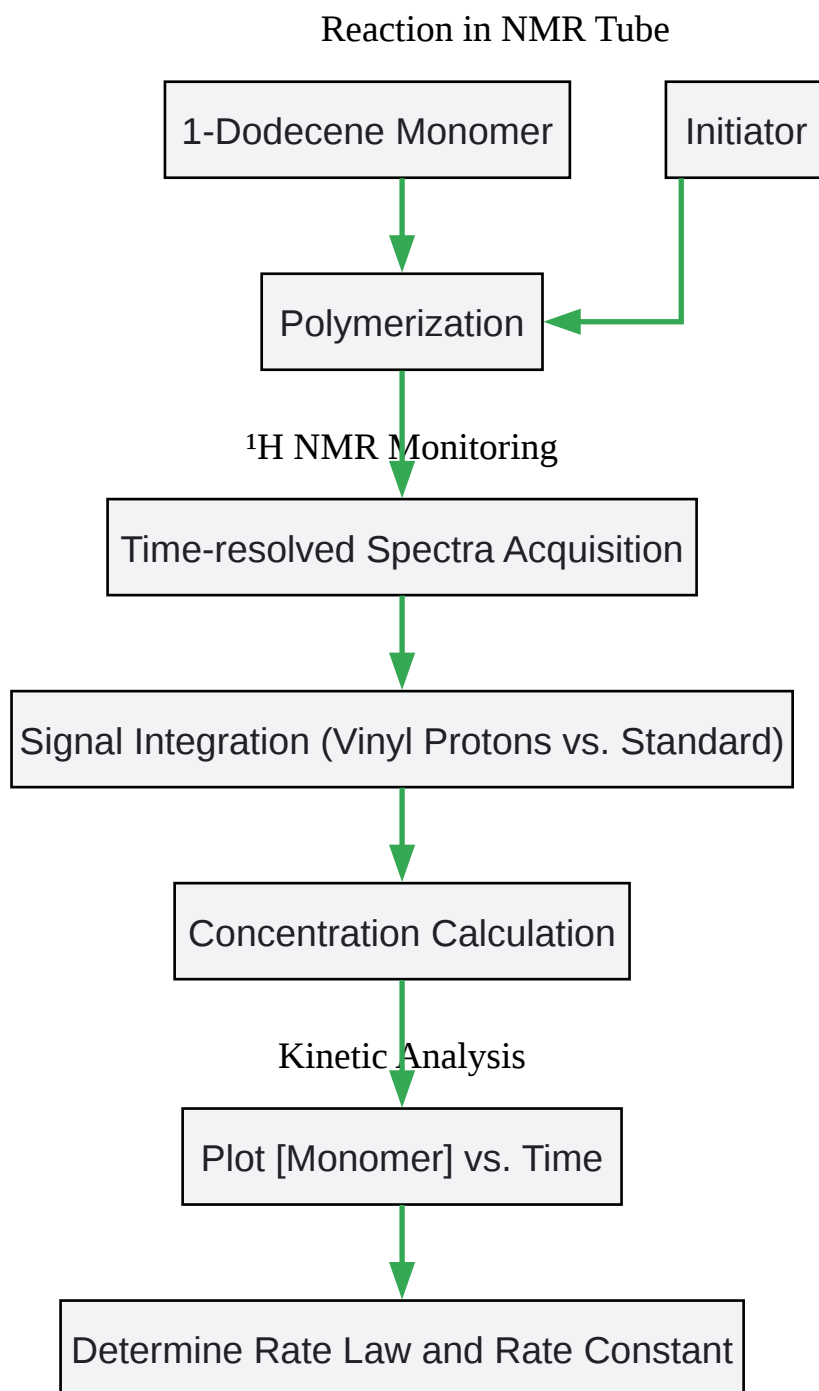 Reaction in NMR Tube
1-Dodecene Monomer
Initiator
Polymerization
¹H NMR Monitoring
Time-resolved Spectra Acquisition
Signal Integration (Vinyl Protons vs. Standard)
Concentration Calculation
Kinetic Analysis
Plot [Monomer] vs. Time
Determine Rate Law and Rate Constant